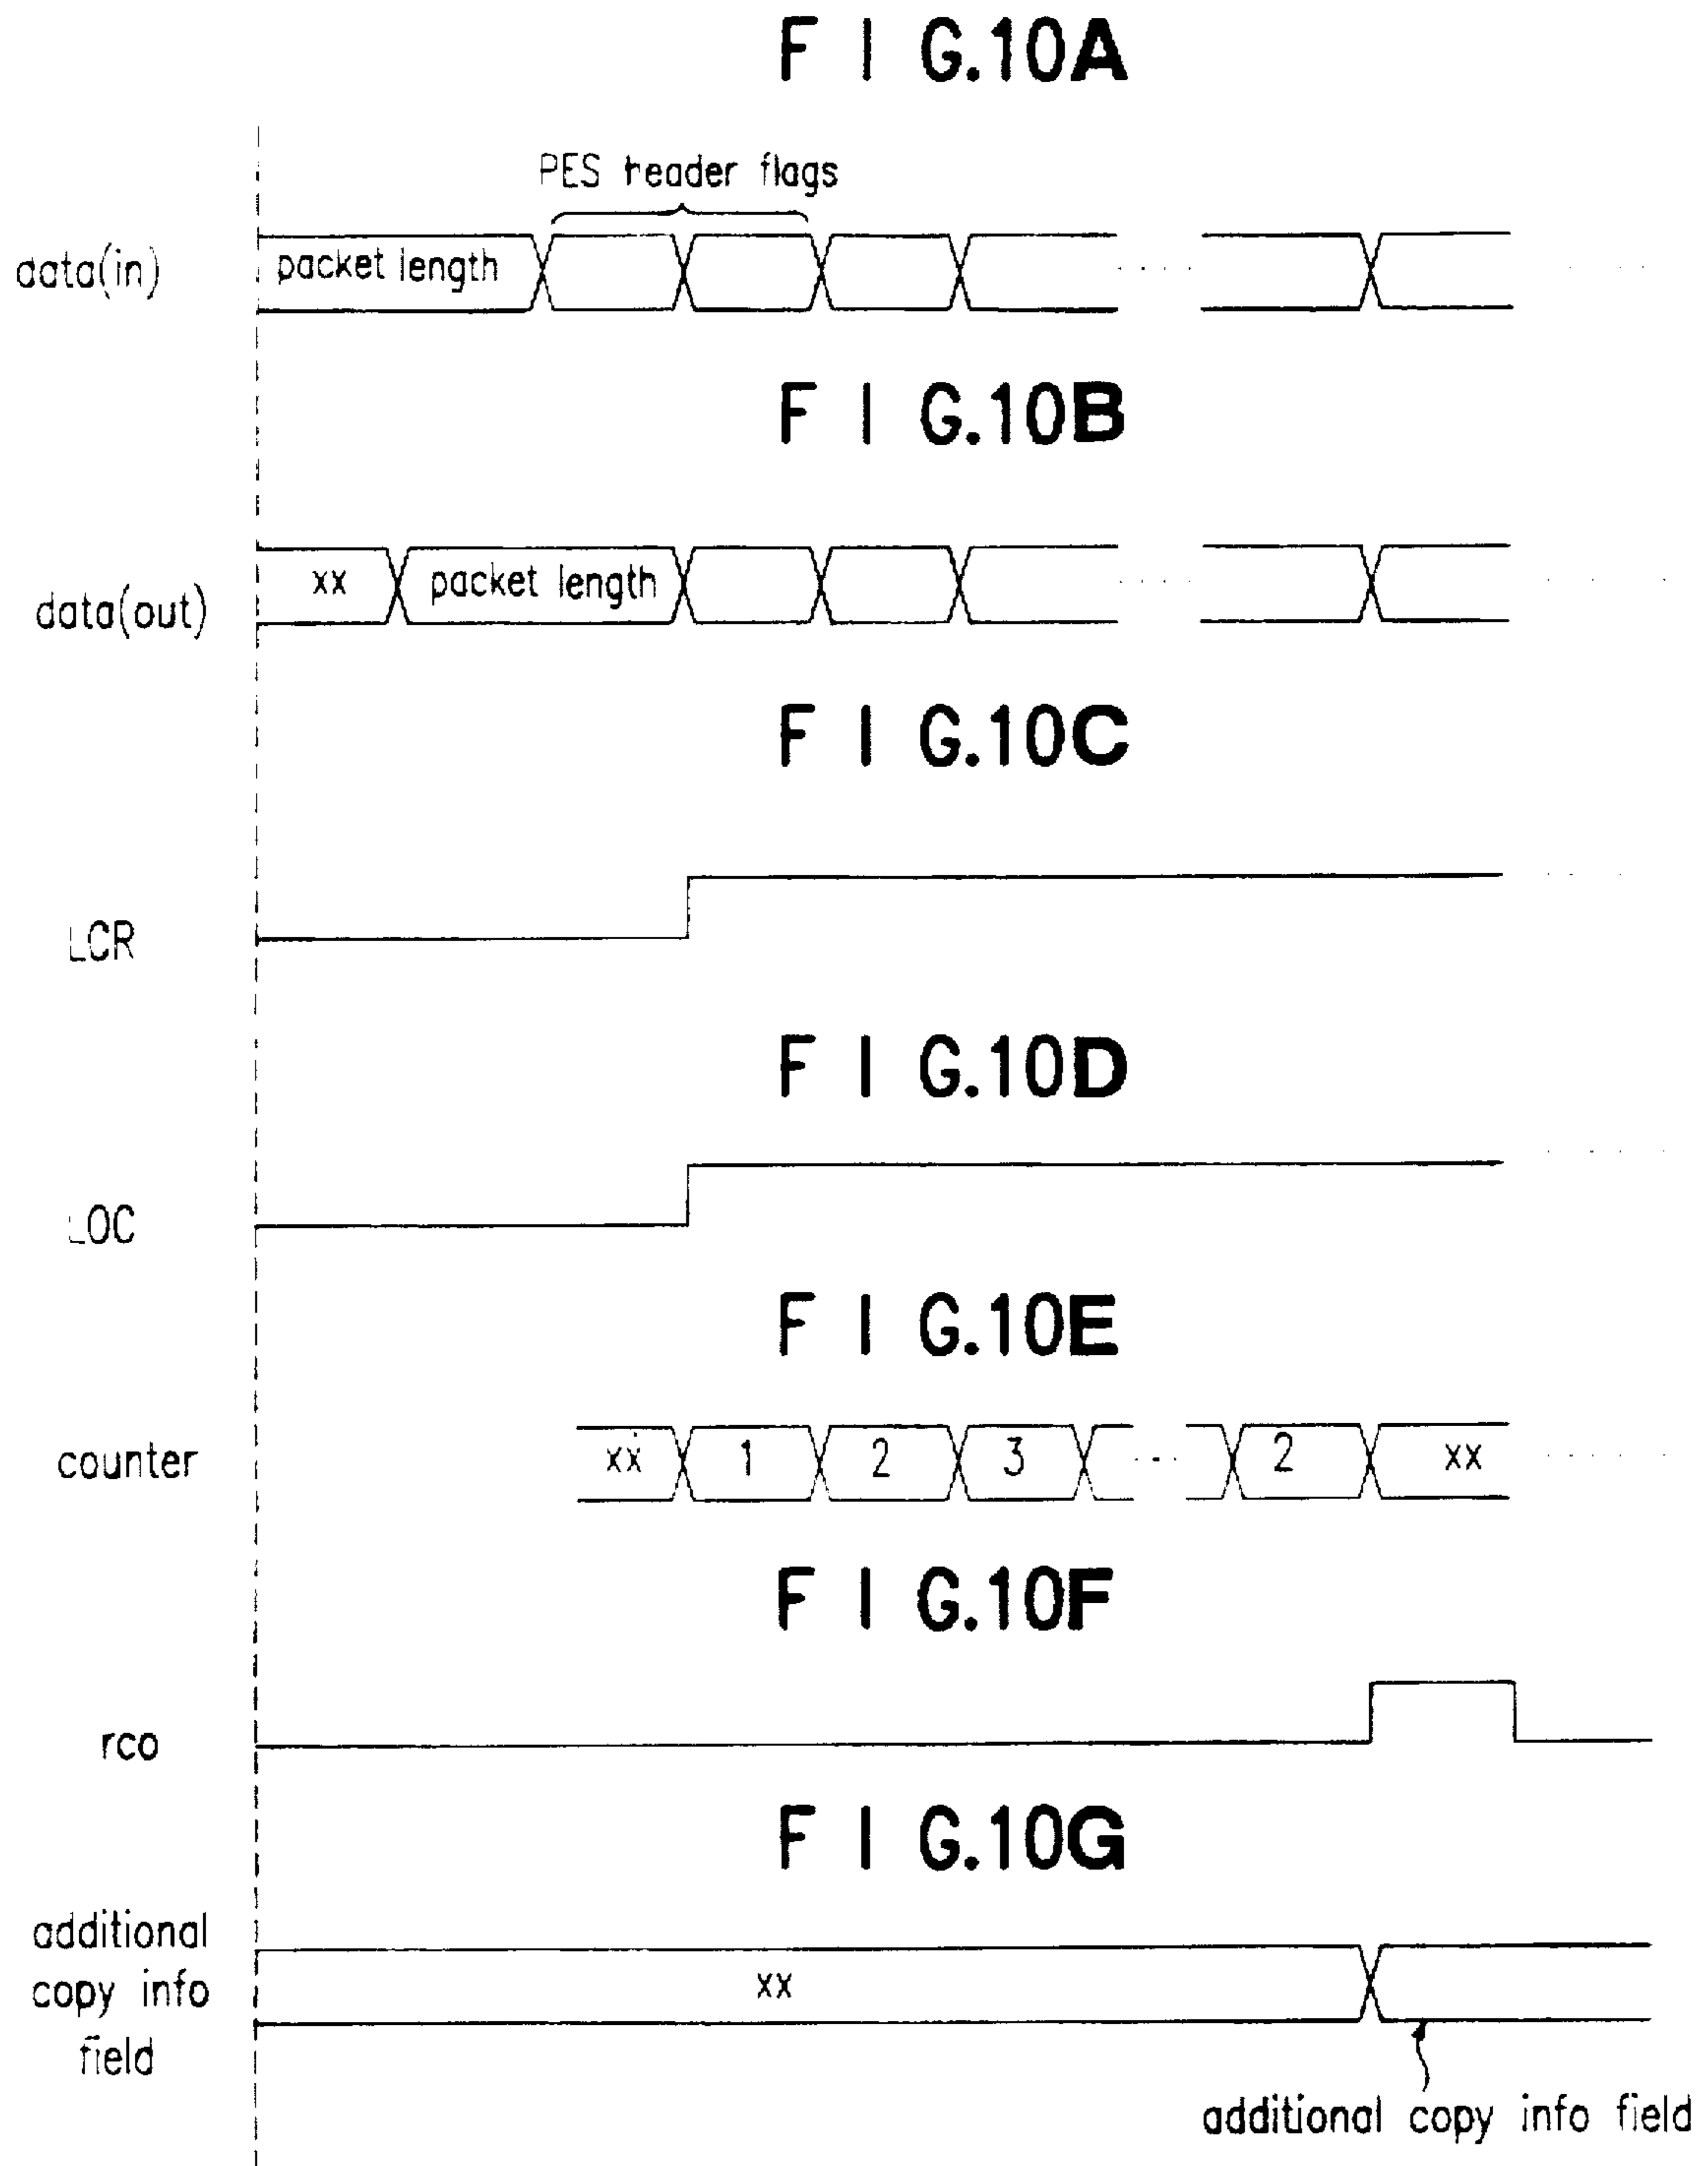 F I G.10A
PES header flags
data(in)
packet length
F I G.10B
data(out)
xx
packet length
F I G.10C
LCR
F I G.10D
LOC
F I G.10E
counter
xx
1
2
3
2
xx
F I G.10F
rco
F I G.10G
additional
copy info
field
xx
additional copy info field